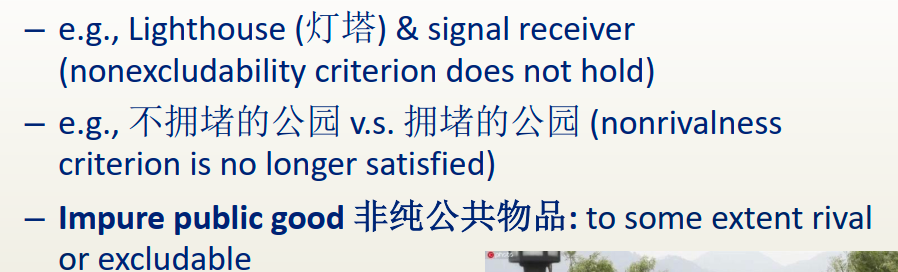 – e.g., Lighthouse (灯塔) & signal receiver
(nonexcludability criterion does not hold)
– e.g., 不拥堵的公园 v.s. 拥堵的公园 (nonrivalness
criterion is no longer satisfied)
– Impure public good 非纯公共物品: to some extent rival
or excludable